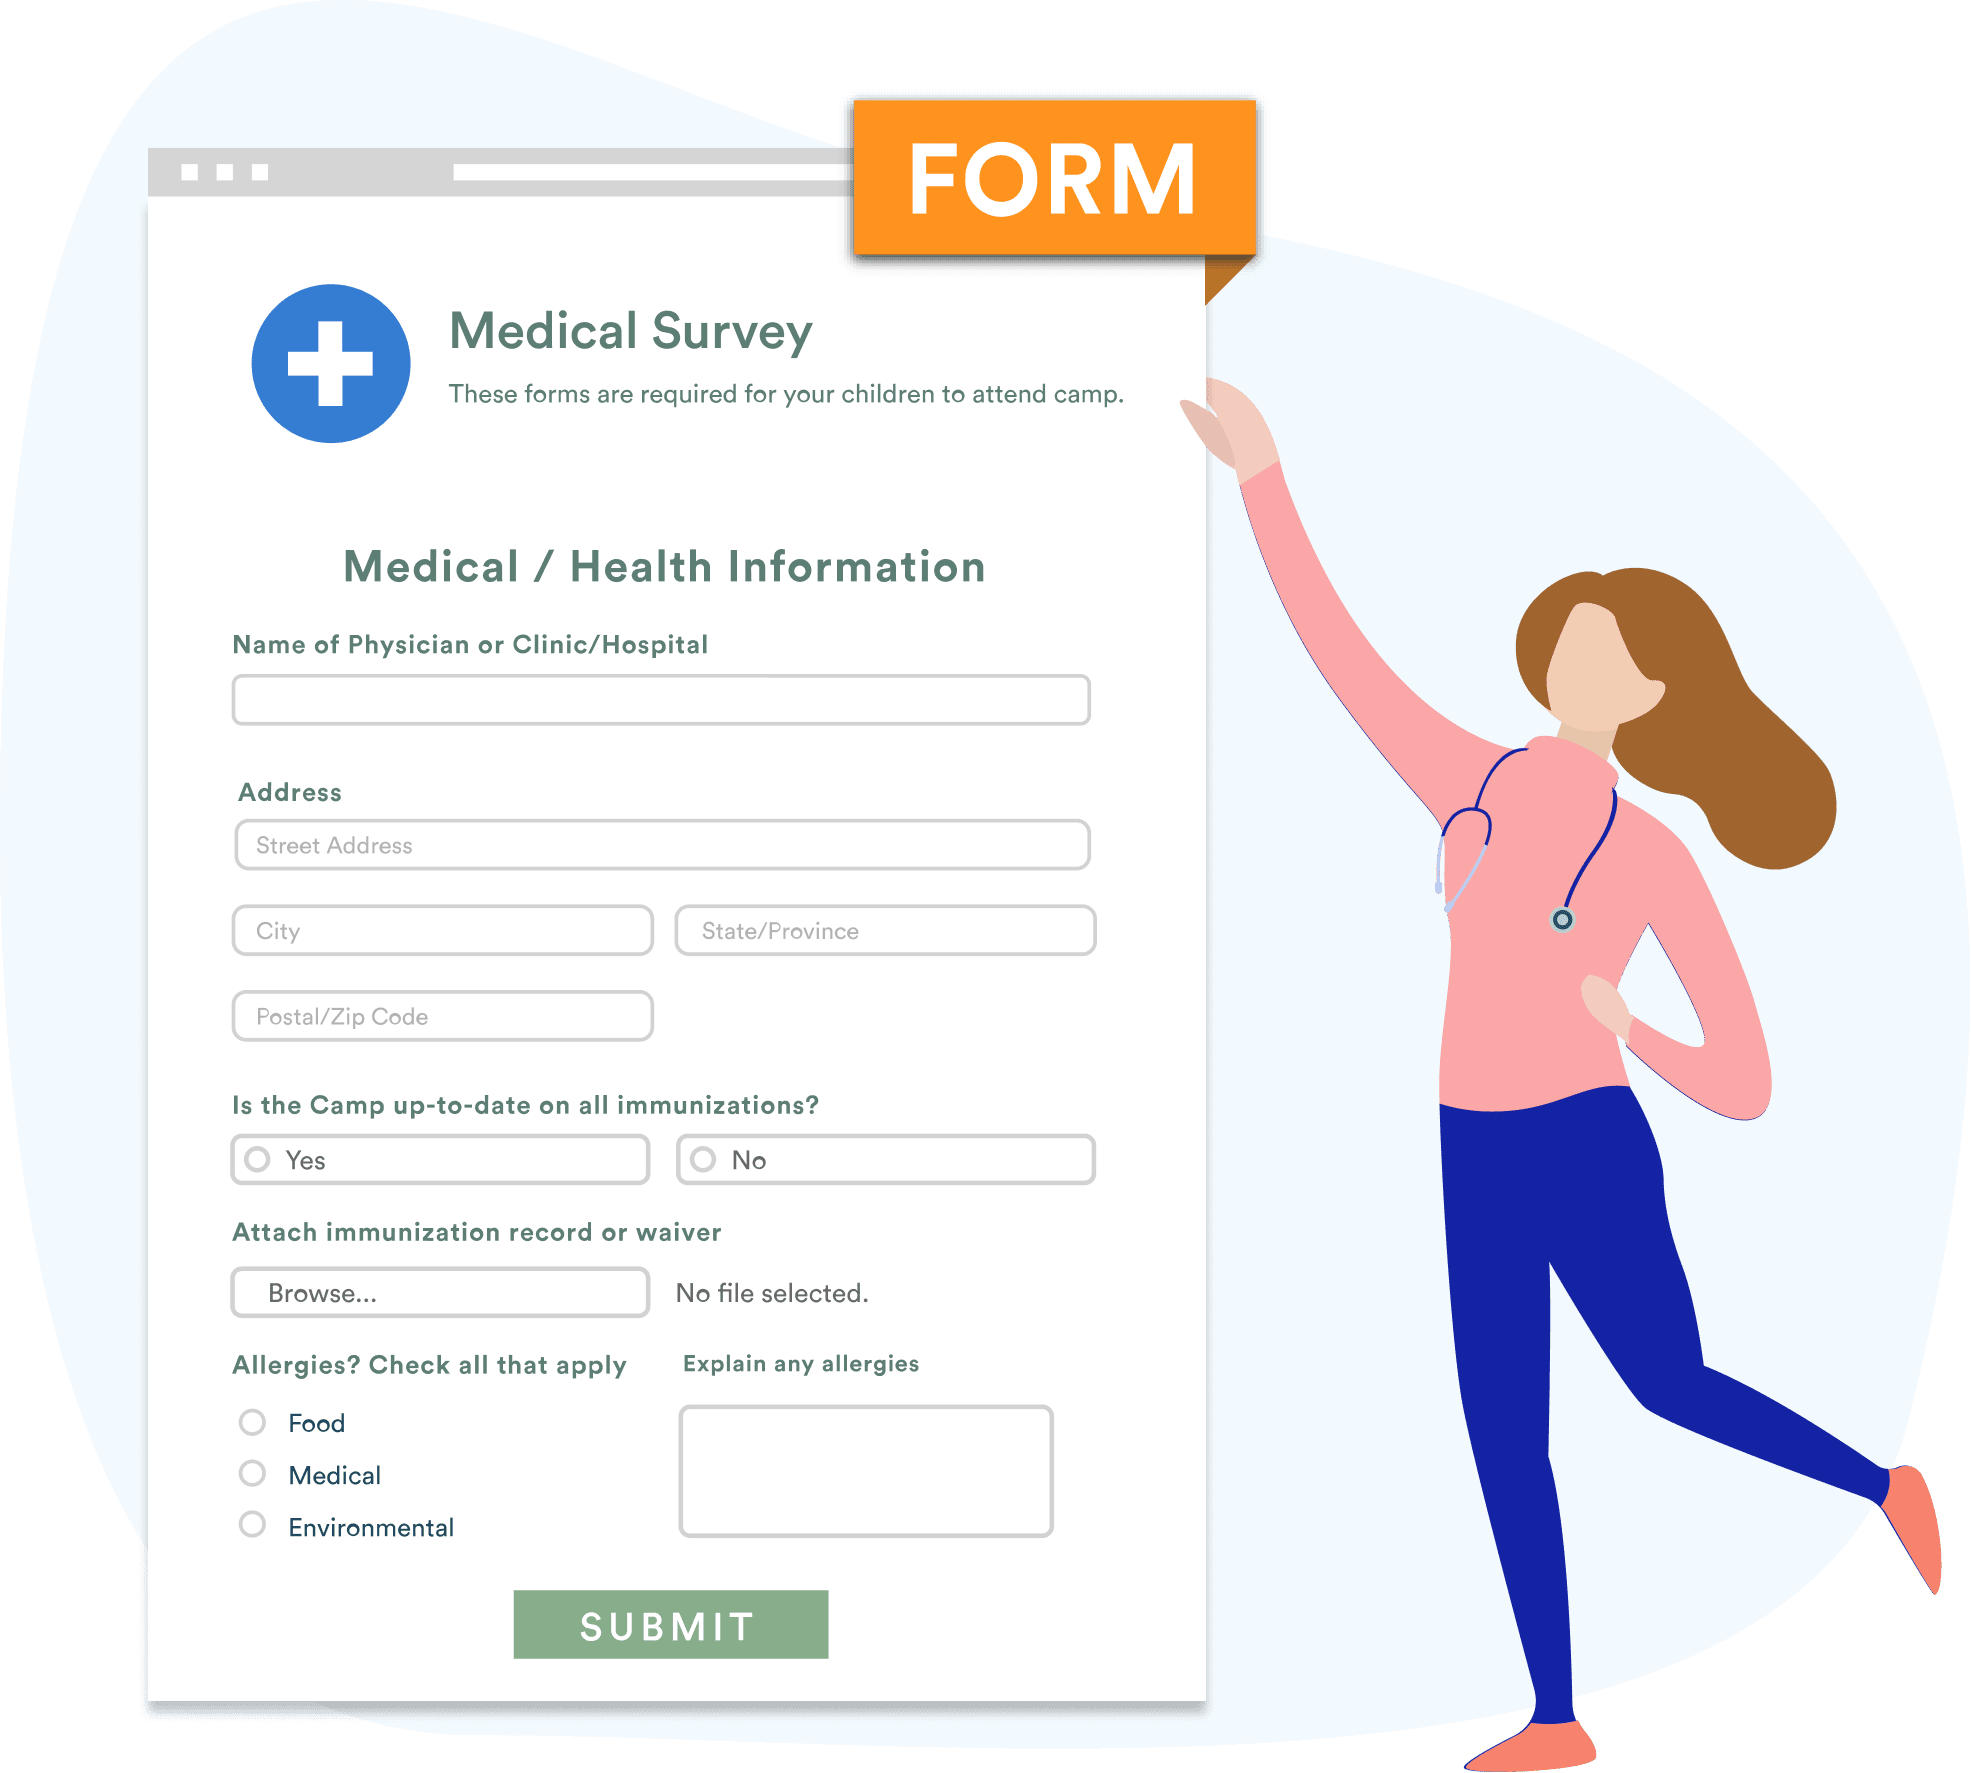 FORM
Medical Survey
These forms are required for your children to attend camp.
Medical / Health Information
Name of Physician or Clinic/Hospital
Address
Street Address
City
State/Province
Postal/Zip Code
Is the Camp up-to-date on all immunizations?
Yes
No
Attach immunization record or waiver
Browse...
No file selected.
Allergies? Check all that apply
Explain any allergies
Food
Medical
Environmental
SUBMIT